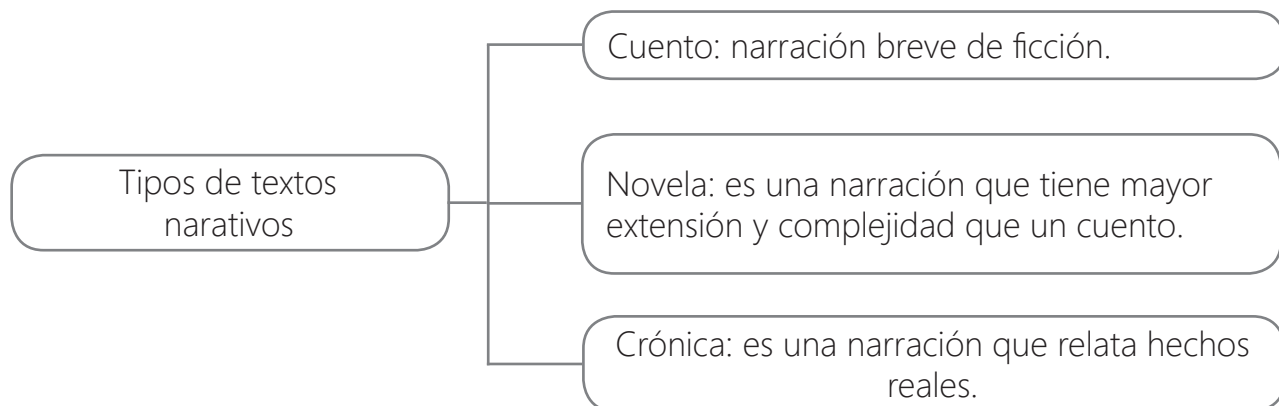 Cuento: narración breve de ficción.
Tipos de textos
narativos
Novela: es una narración que tiene mayor
extensión y complejidad que un cuento.
Crónica: es una narración que relata hechos
reales.